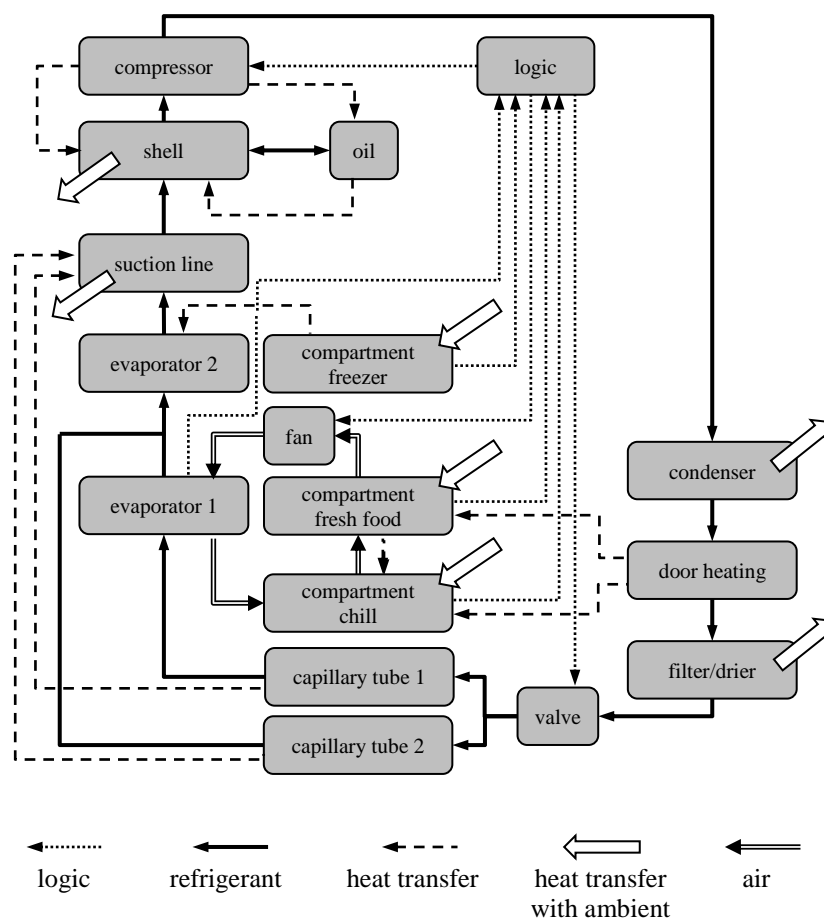 compressor
logic
shell
oil
suction line
evaporator 2
compartment
freezer
fan
condenser
evaporator 1
compartment
fresh food
door heating
compartment
chill
filter/drier
capillary tube 1
valve
capillary tube 2
logic
refrigerant
heat transfer
heat transfer
with ambient
air